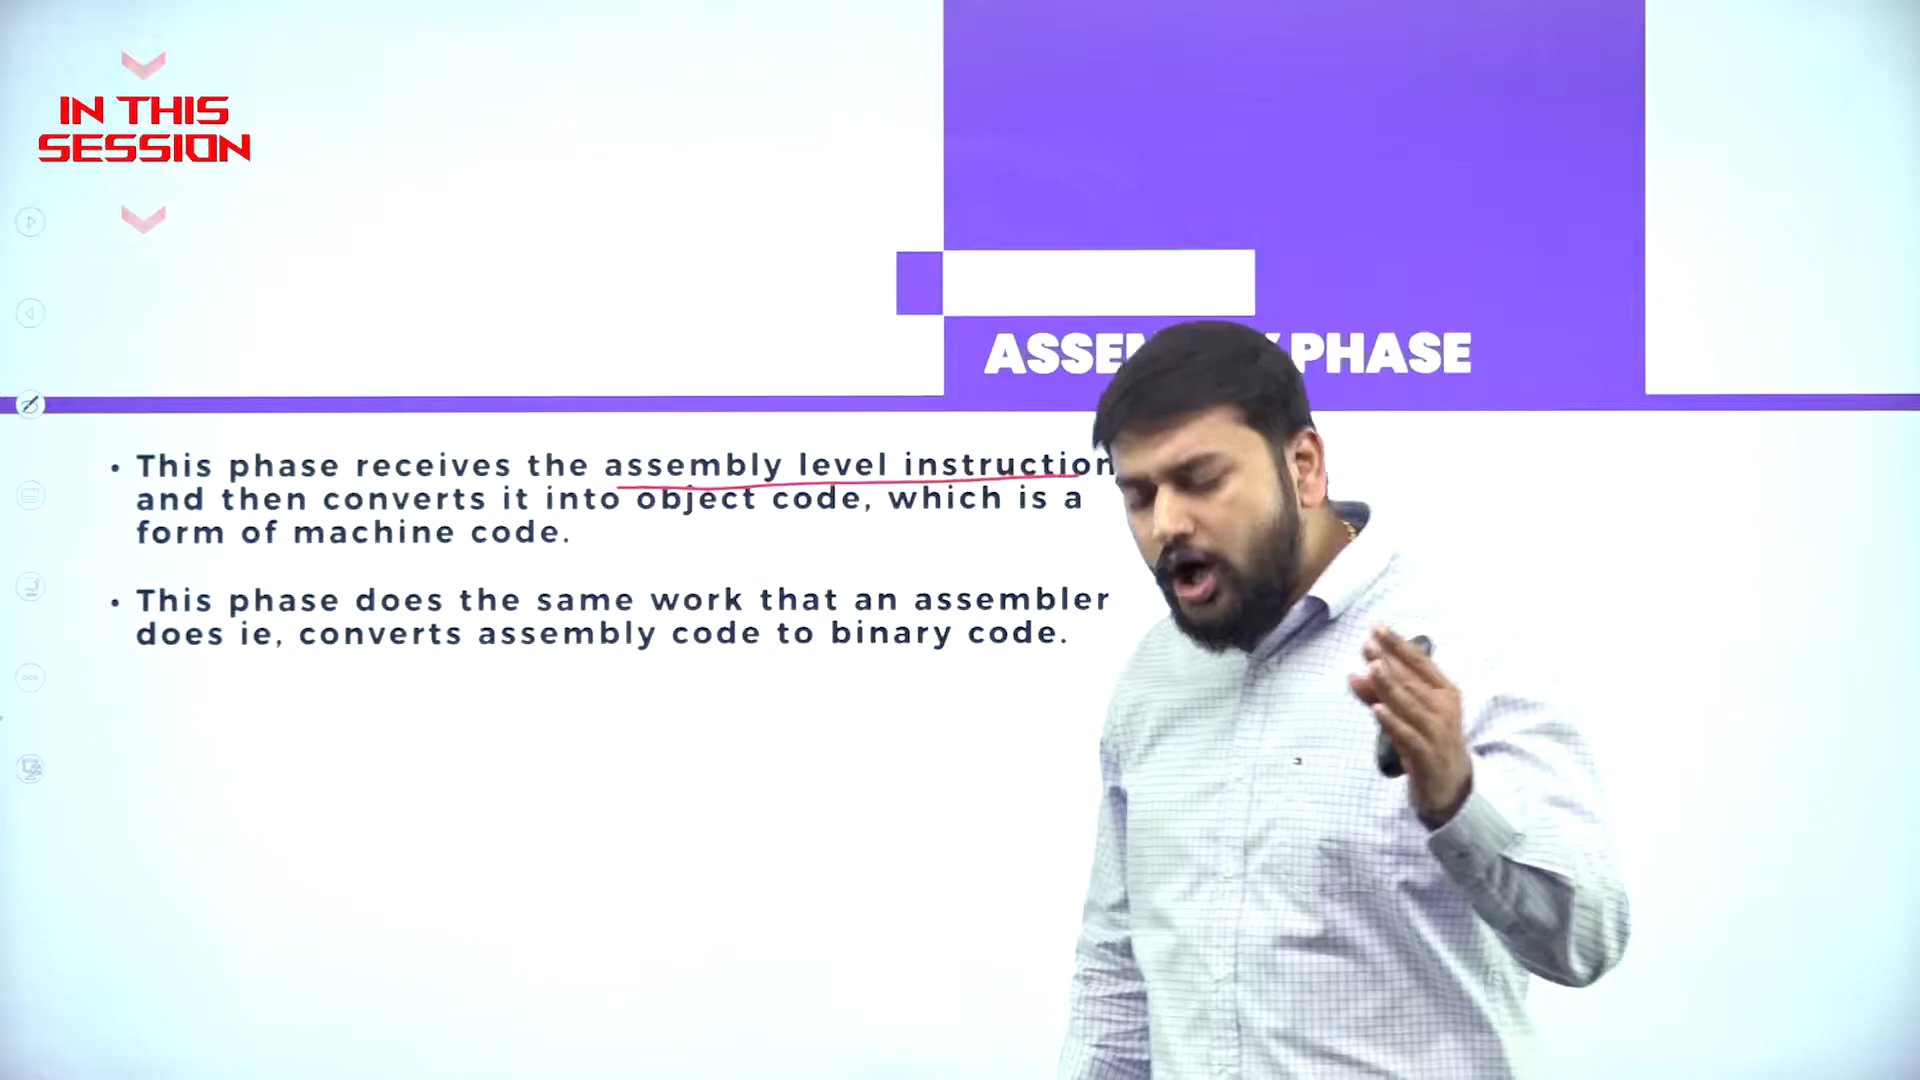 IN THIS
SESSION
PHASE
• This phase receives the assembly level instruction
and then converts it into object code, which is a
form of machine code.
• This phase does the same work that an assembler
does ie, converts assembly code to binary code.